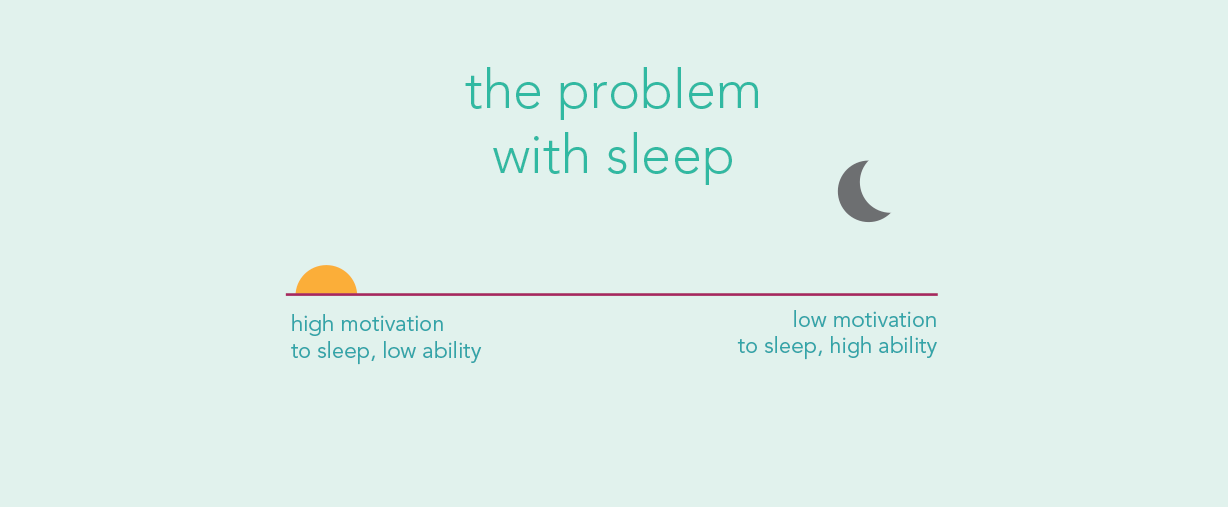 the problem
with sleep
high motivation
to sleep, low ability
low motivation
to sleep, high ability